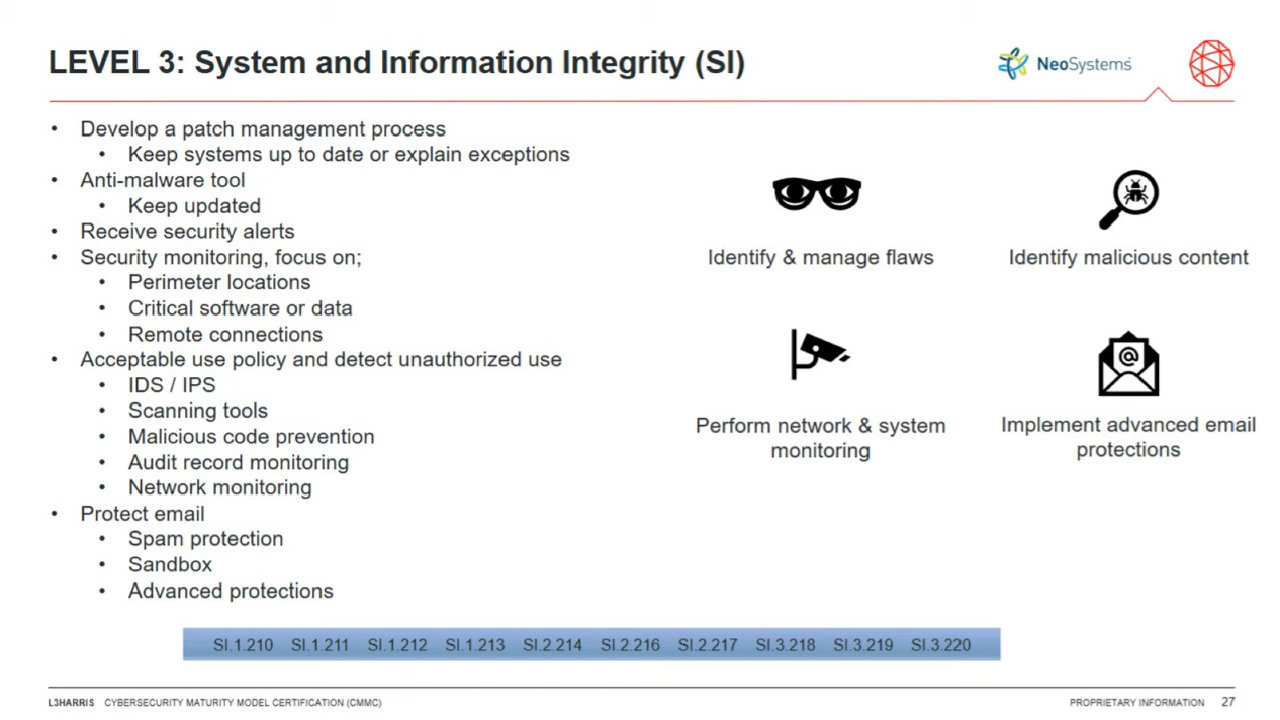 LEVEL 3: System and Information Integrity (SI)
NeoSystems
• Develop a patch management process
• Keep systems up to date or explain exceptions
• Anti-malware tool
• Keep updated
• Receive security alerts
• Security monitoring, focus on;
• Perimeter locations
• Critical software or data
• Remote connections
• Acceptable use policy and detect unauthorized use
• IDS / IPS
• Scanning tools
• Malicious code prevention
• Audit record monitoring
• Network monitoring
• Protect email
• Spam protection
• Sandbox
• Advanced protections
Identify & manage flaws
Identify malicious content
Perform network & system
monitoring
@
Implement advanced email
protections
SI.1.210 SI.1.211 SI.1.212 SI.1.213 SI.2.214 SI.2.216 SI.2.217 SI.3.218 SI.3.219 SI.3.220
L3HARRIS CYBERSECURITY MATURITY MODEL CERTIFICATION (CMMC)
PROPRIETARY INFORMATION 27